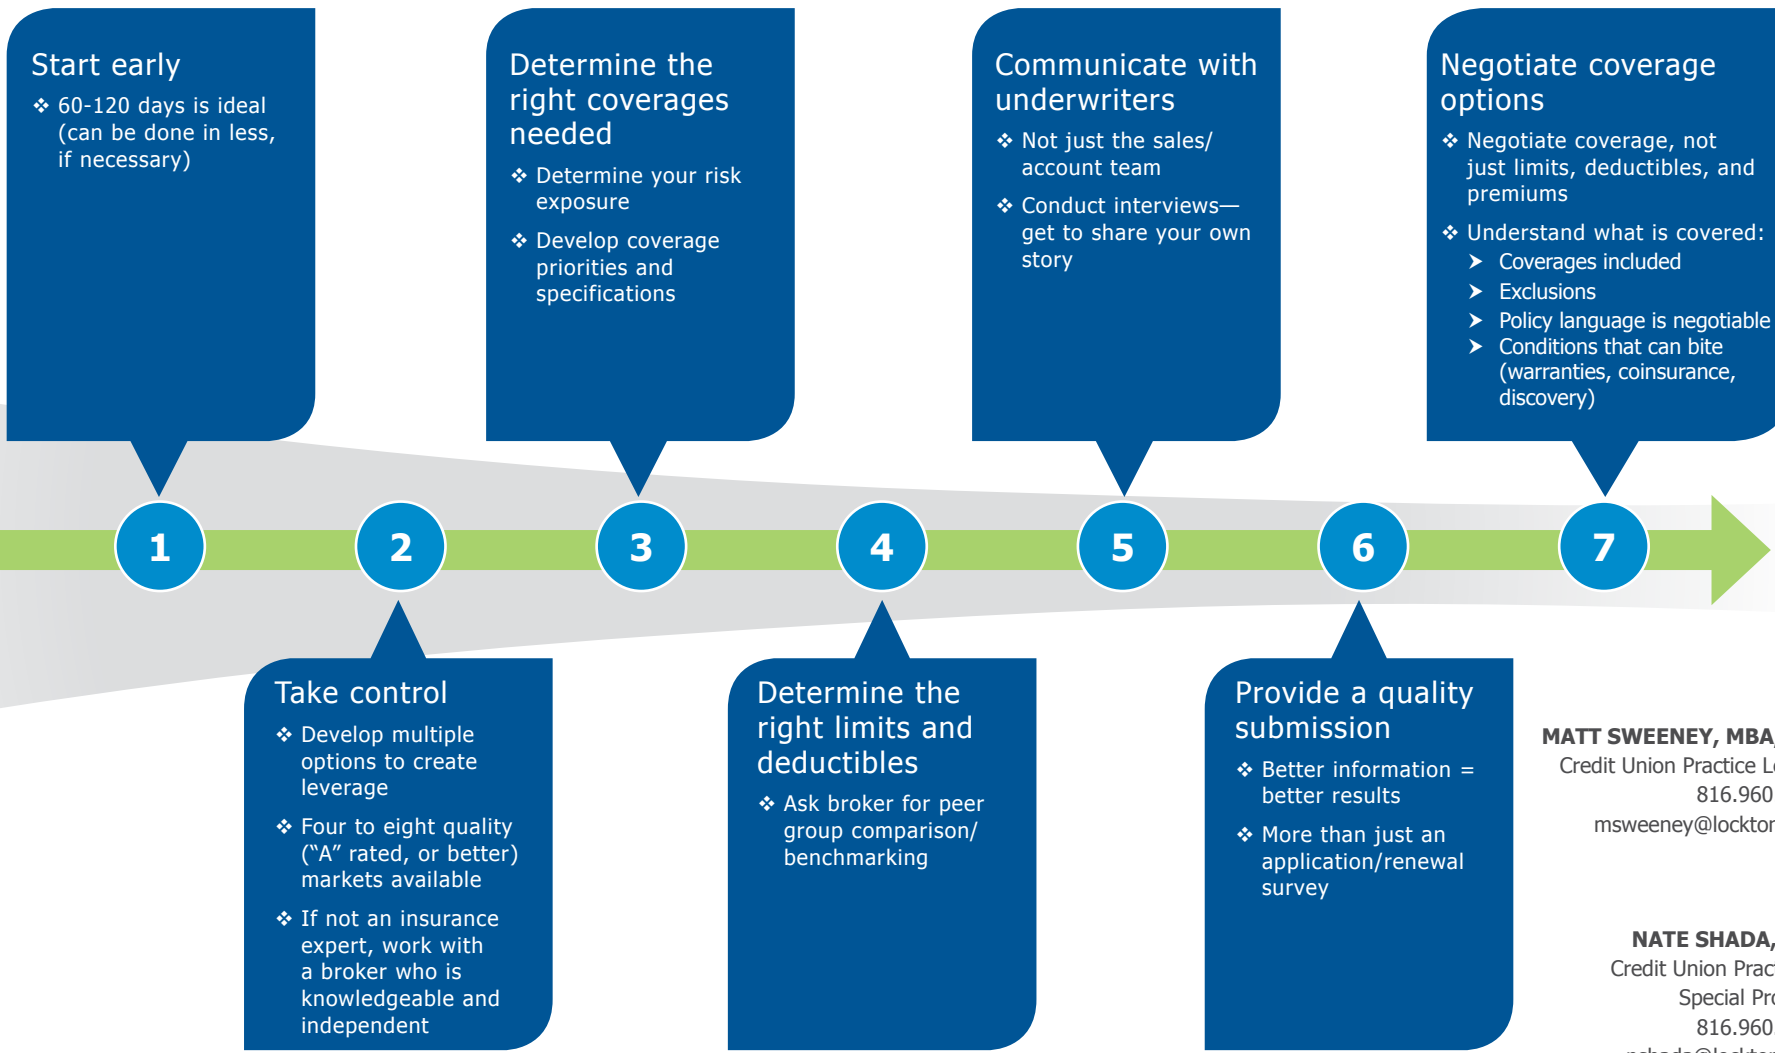 Start early
❖ 60-120 days is ideal
(can be done in less,
if necessary)
Determine the
right coverages
needed
❖ Determine your risk
exposure
❖ Develop coverage
priorities and
specifications
Communicate with
underwriters
❖ Not just the sales/
account team
❖ Conduct interviews—
get to share your own
story
Negotiate coverage
options
❖ Negotiate coverage, not
just limits, deductibles, and
premiums
❖ Understand what is covered:
➤ Coverages included
➤ Exclusions
➤ Policy language is negotiable
➤ Conditions that can bite
(warranties, coinsurance,
discovery)
1
2
3
4
5
6
7
Take control
❖ Develop multiple
options to create
leverage
❖ Four to eight quality
(“A” rated, or better)
markets available
❖ If not an insurance
expert, work with
a broker who is
knowledgeable and
independent
Determine the
right limits and
deductibles
❖ Ask broker for peer
group comparison/
benchmarking
Provide a quality
submission
❖ Better information =
better results
❖ More than just an
application/renewal
survey
MATT SWEENEY, MBA,
Credit Union Practice
816.960
NATE SHADA,
Credit Union
Special
816.960